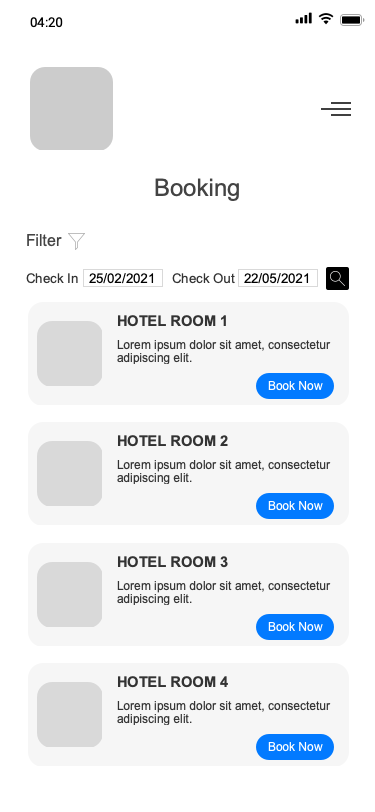 04:20
Booking
Filter
Check In 25/02/2021 Check Out 22/05/2021
HOTEL ROOM 1
Lorem ipsum dolor sit amet, consectetur
adipiscing elit.
Book Now
HOTEL ROOM 2
Lorem ipsum dolor sit amet, consectetur
adipiscing elit.
Book Now
HOTEL ROOM 3
Lorem ipsum dolor sit amet, consectetur
adipiscing elit.
Book Now
HOTEL ROOM 4
Lorem ipsum dolor sit amet, consectetur
adipiscing elit.
Book Now